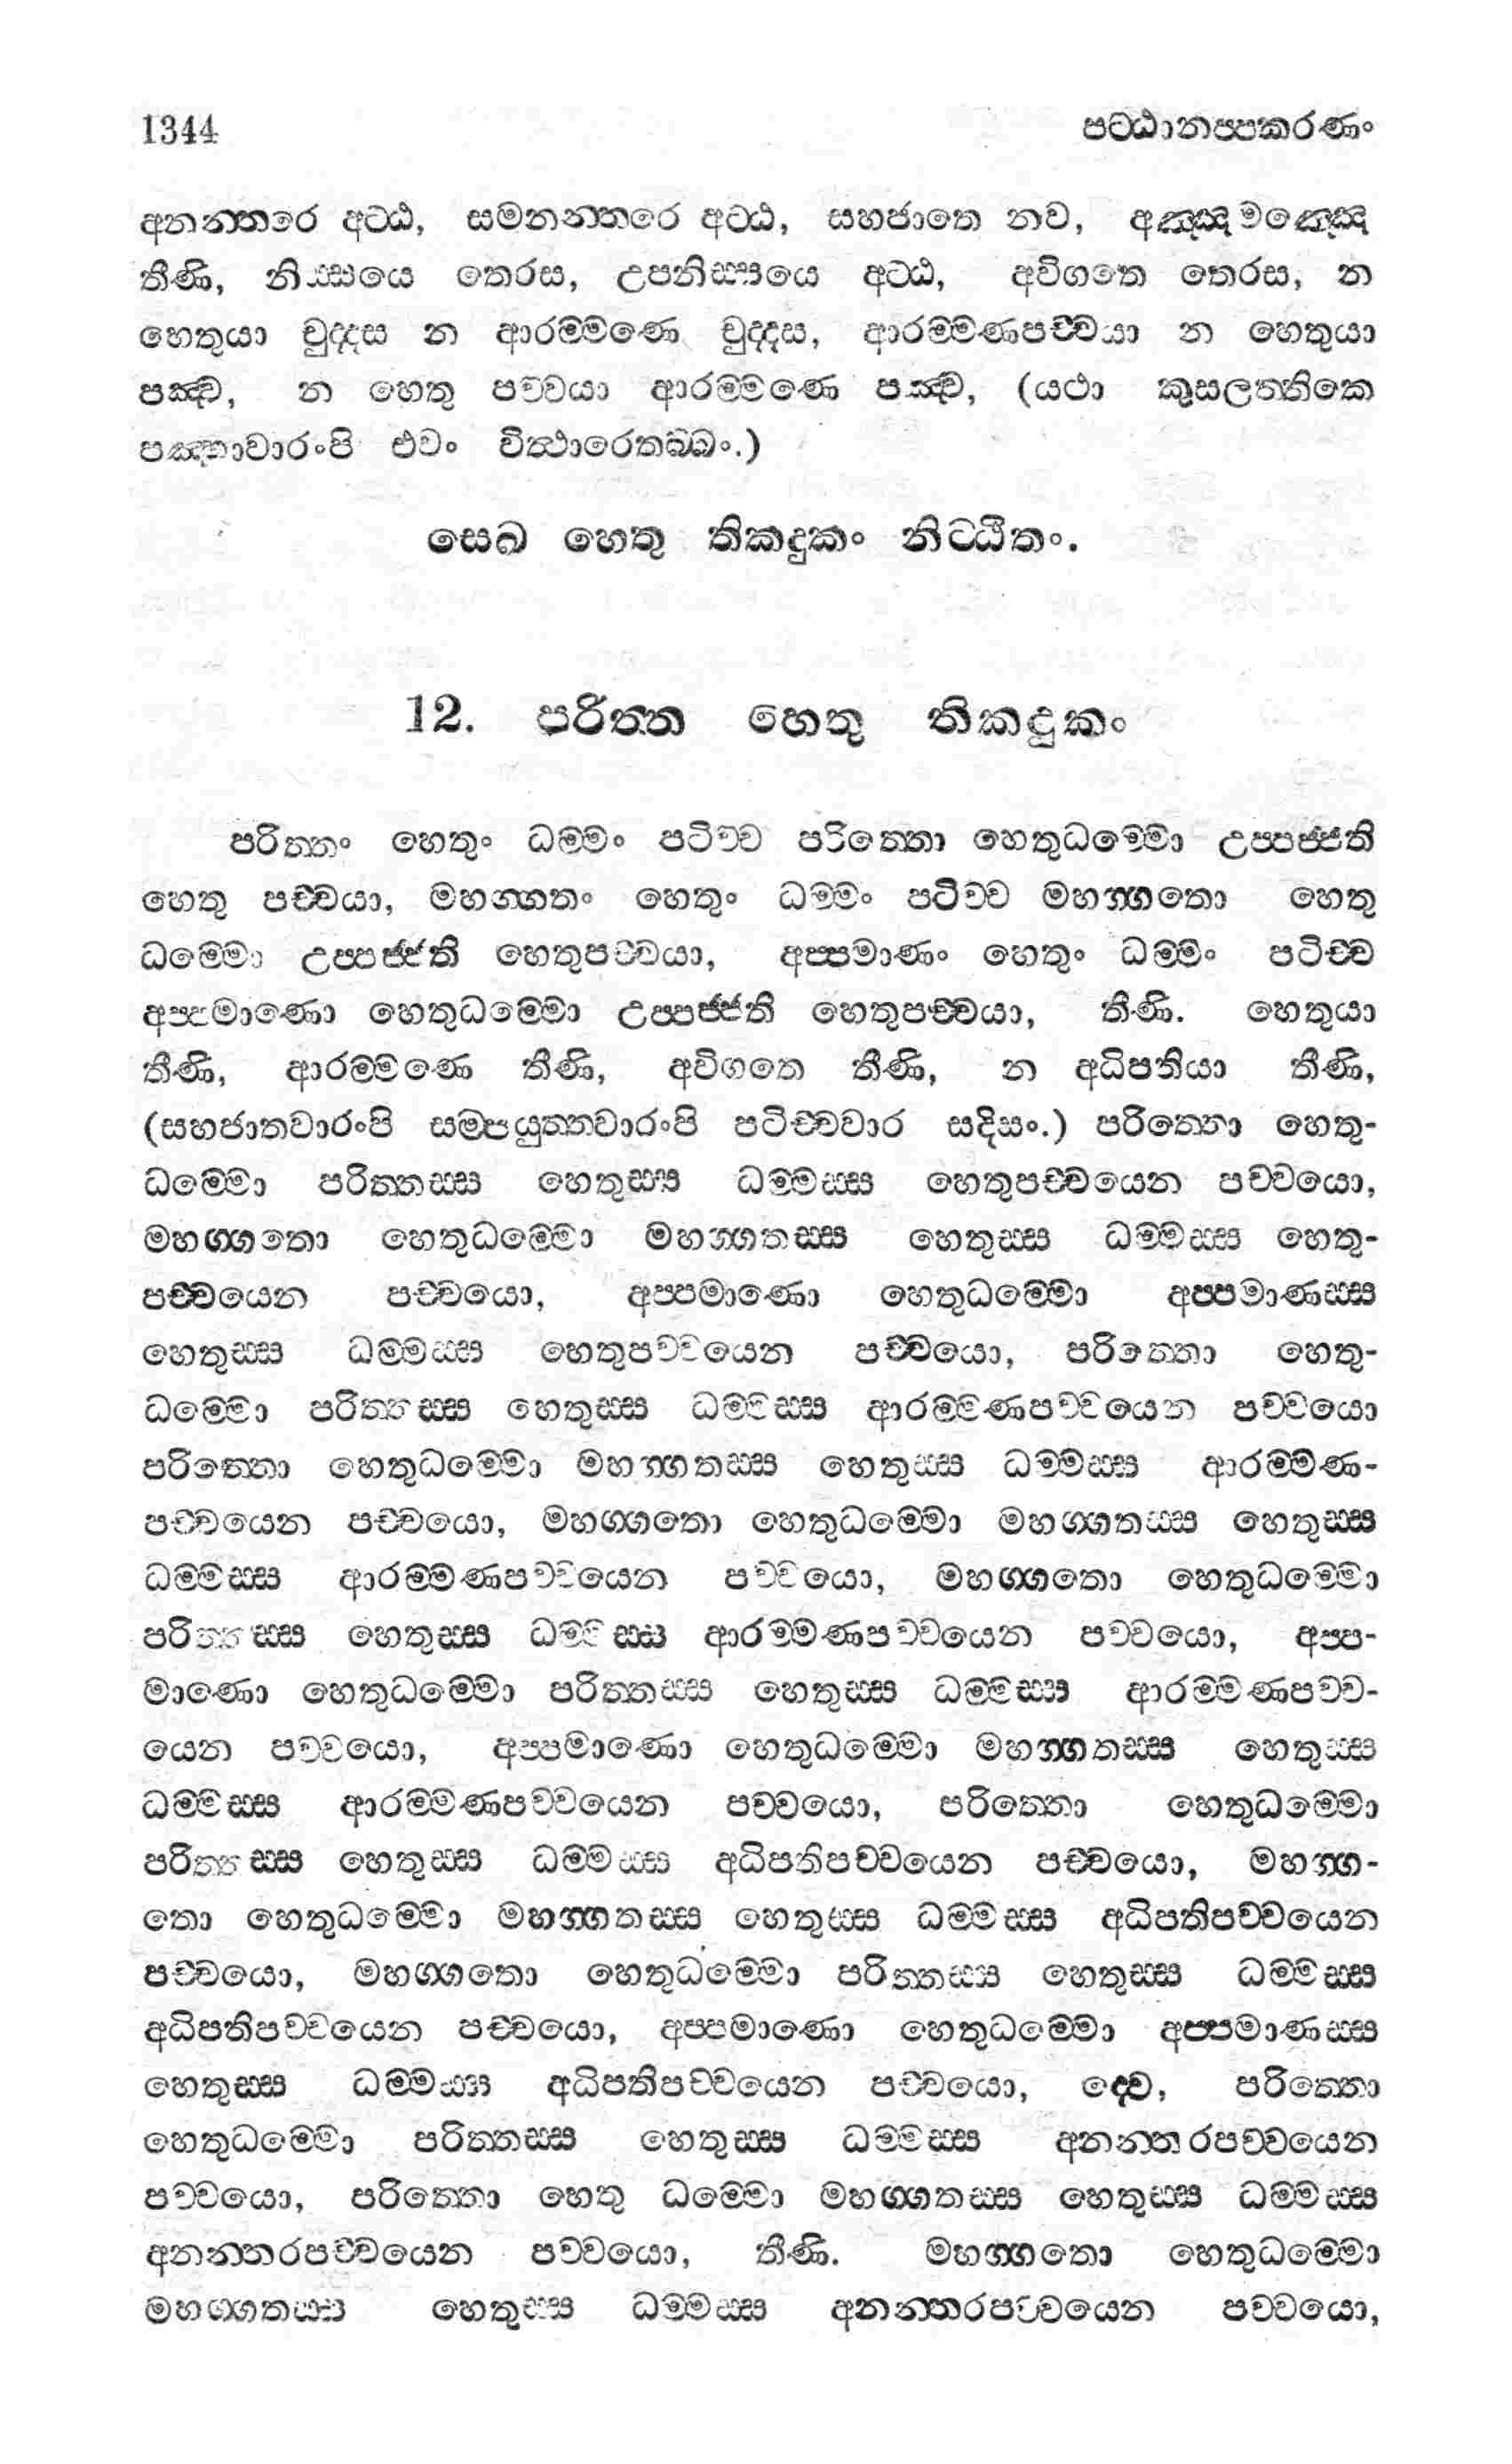 1344 පට්ඨානප්පකරණං
අනන්තරෙ අට්ඨ, සමනන්තරෙ අට්ඨ, සහජාතෙ නව, අඤ්ඤමඤ්ඤෙ
තීණි, නිස්සයෙ තෙරස, උපනිස්සයෙ අට්ඨ, අවිගතෙ තෙරස, න
හෙතුයා චුද්දස න ආරම්මණෙ චුද්දස, ආරම්මණපච්චයා න හෙතුයා
පඤ්ච, න හෙතු පච්චයා ආරම්මණෙ පඤ්ච, (යථා කුසලත්තිකෙ
පඤ්හාවාරංපි එවං විත්ථාරෙතබ්බං.)
සෙඛ හෙතු තිකදුකං නිට්ඨිතං.
12. පරිත්ත හෙතු තිකදුකං
පරිත්තං හෙතුං ධම්මං පටිච්ච පරිත්තො හෙතුධම්මො උප්පජ්ජති
හෙතු පච්චයා, මහග්ගතං හෙතුං ධම්මං පටිච්ච මහග්ගතො හෙතු
ධම්මො උප්පජ්ජති හෙතුපච්චයා, අප්පමාණං හෙතුං ධම්මං පටිච්ච
අප්පමාණො හෙතුධම්මො උප්පජ්ජති හෙතුපච්චයා, තීණි. හෙතුයා
තීණි, ආරම්මණෙ තීණි, අවිගතෙ තීණි, න අධිපතියා තීණි,
(සහජාතවාරංපි සම්පයුත්තවාරංපි පටිච්චවාර සදිසං.) පරිත්තො හෙතු-
ධම්මො පරිත්තස්ස හෙතුස්ස ධම්මස්ස හෙතුපච්චයෙන පච්චයො,
මහග්ගතො හෙතුධම්මො මහග්ගතස්ස හෙතුස්ස ධම්මස්ස හෙතු-
පච්චයෙන පච්චයො, අප්පමාණො හෙතුධම්මො අප්පමාණස්ස
හෙතුස්ස ධම්මස්ස හෙතුපච්චයෙන පච්චයො, පරිත්තො හෙතු-
ධම්මො පරිත්තස්ස හෙතුස්ස ධම්මස්ස ආරම්මණපච්චයෙන පච්චයො
පරිත්තො හෙතුධම්මො මහග්ගතස්ස හෙතුස්ස ධම්මස්ස ආරම්මණ-
පච්චයෙන පච්චයො, මහග්ගතො හෙතුධම්මො මහග්ගතස්ස හෙතුස්ස
ධම්මස්ස ආරම්මණපච්චයෙන පච්චයො, මහග්ගතො හෙතුධම්මො
පරිත්තස්ස හෙතුස්ස ධම්මස්ස ආරම්මණපච්චයෙන පච්චයො, අප්ප-
මාණො හෙතුධම්මො පරිත්තස්ස හෙතුස්ස ධම්මස්ස ආරම්මණපච්ච-
යෙන පච්චයො, අප්පමාණො හෙතුධම්මො මහග්ගතස්ස හෙතුස්ස
ධම්මස්ස ආරම්මණපච්චයෙන පච්චයො, පරිත්තො හෙතුධම්මො
පරිත්තස්ස හෙතුස්ස ධම්මස්ස අධිපතිපච්චයෙන පච්චයො, මහග්ග-
තො හෙතුධම්මො මහග්ගතස්ස හෙතුස්ස ධම්මස්ස අධිපතිපච්චයෙන
පච්චයො, මහග්ගතො හෙතුධම්මො පරිත්තස්ස හෙතුස්ස ධම්මස්ස
අධිපතිපච්චයෙන පච්චයො, අප්පමාණො හෙතුධම්මො අප්පමාණස්ස
හෙතුස්ස ධම්මස්ස අධිපතිපච්චයෙන පච්චයො, ද්වෙ, පරිත්තො
හෙතුධම්මො පරිත්තස්ස හෙතුස්ස ධම්මස්ස අනන්තරපච්චයෙන
පච්චයො, පරිත්තො හෙතු ධම්මො මහග්ගතස්ස හෙතුස්ස ධම්මස්ස
අනන්තරපච්චයෙන පච්චයො, තීණි. මහග්ගතො හෙතුධම්මො
මහග්ගතස්ස හෙතුස්ස ධම්මස්ස අනන්තරපච්චයෙන පච්චයො,